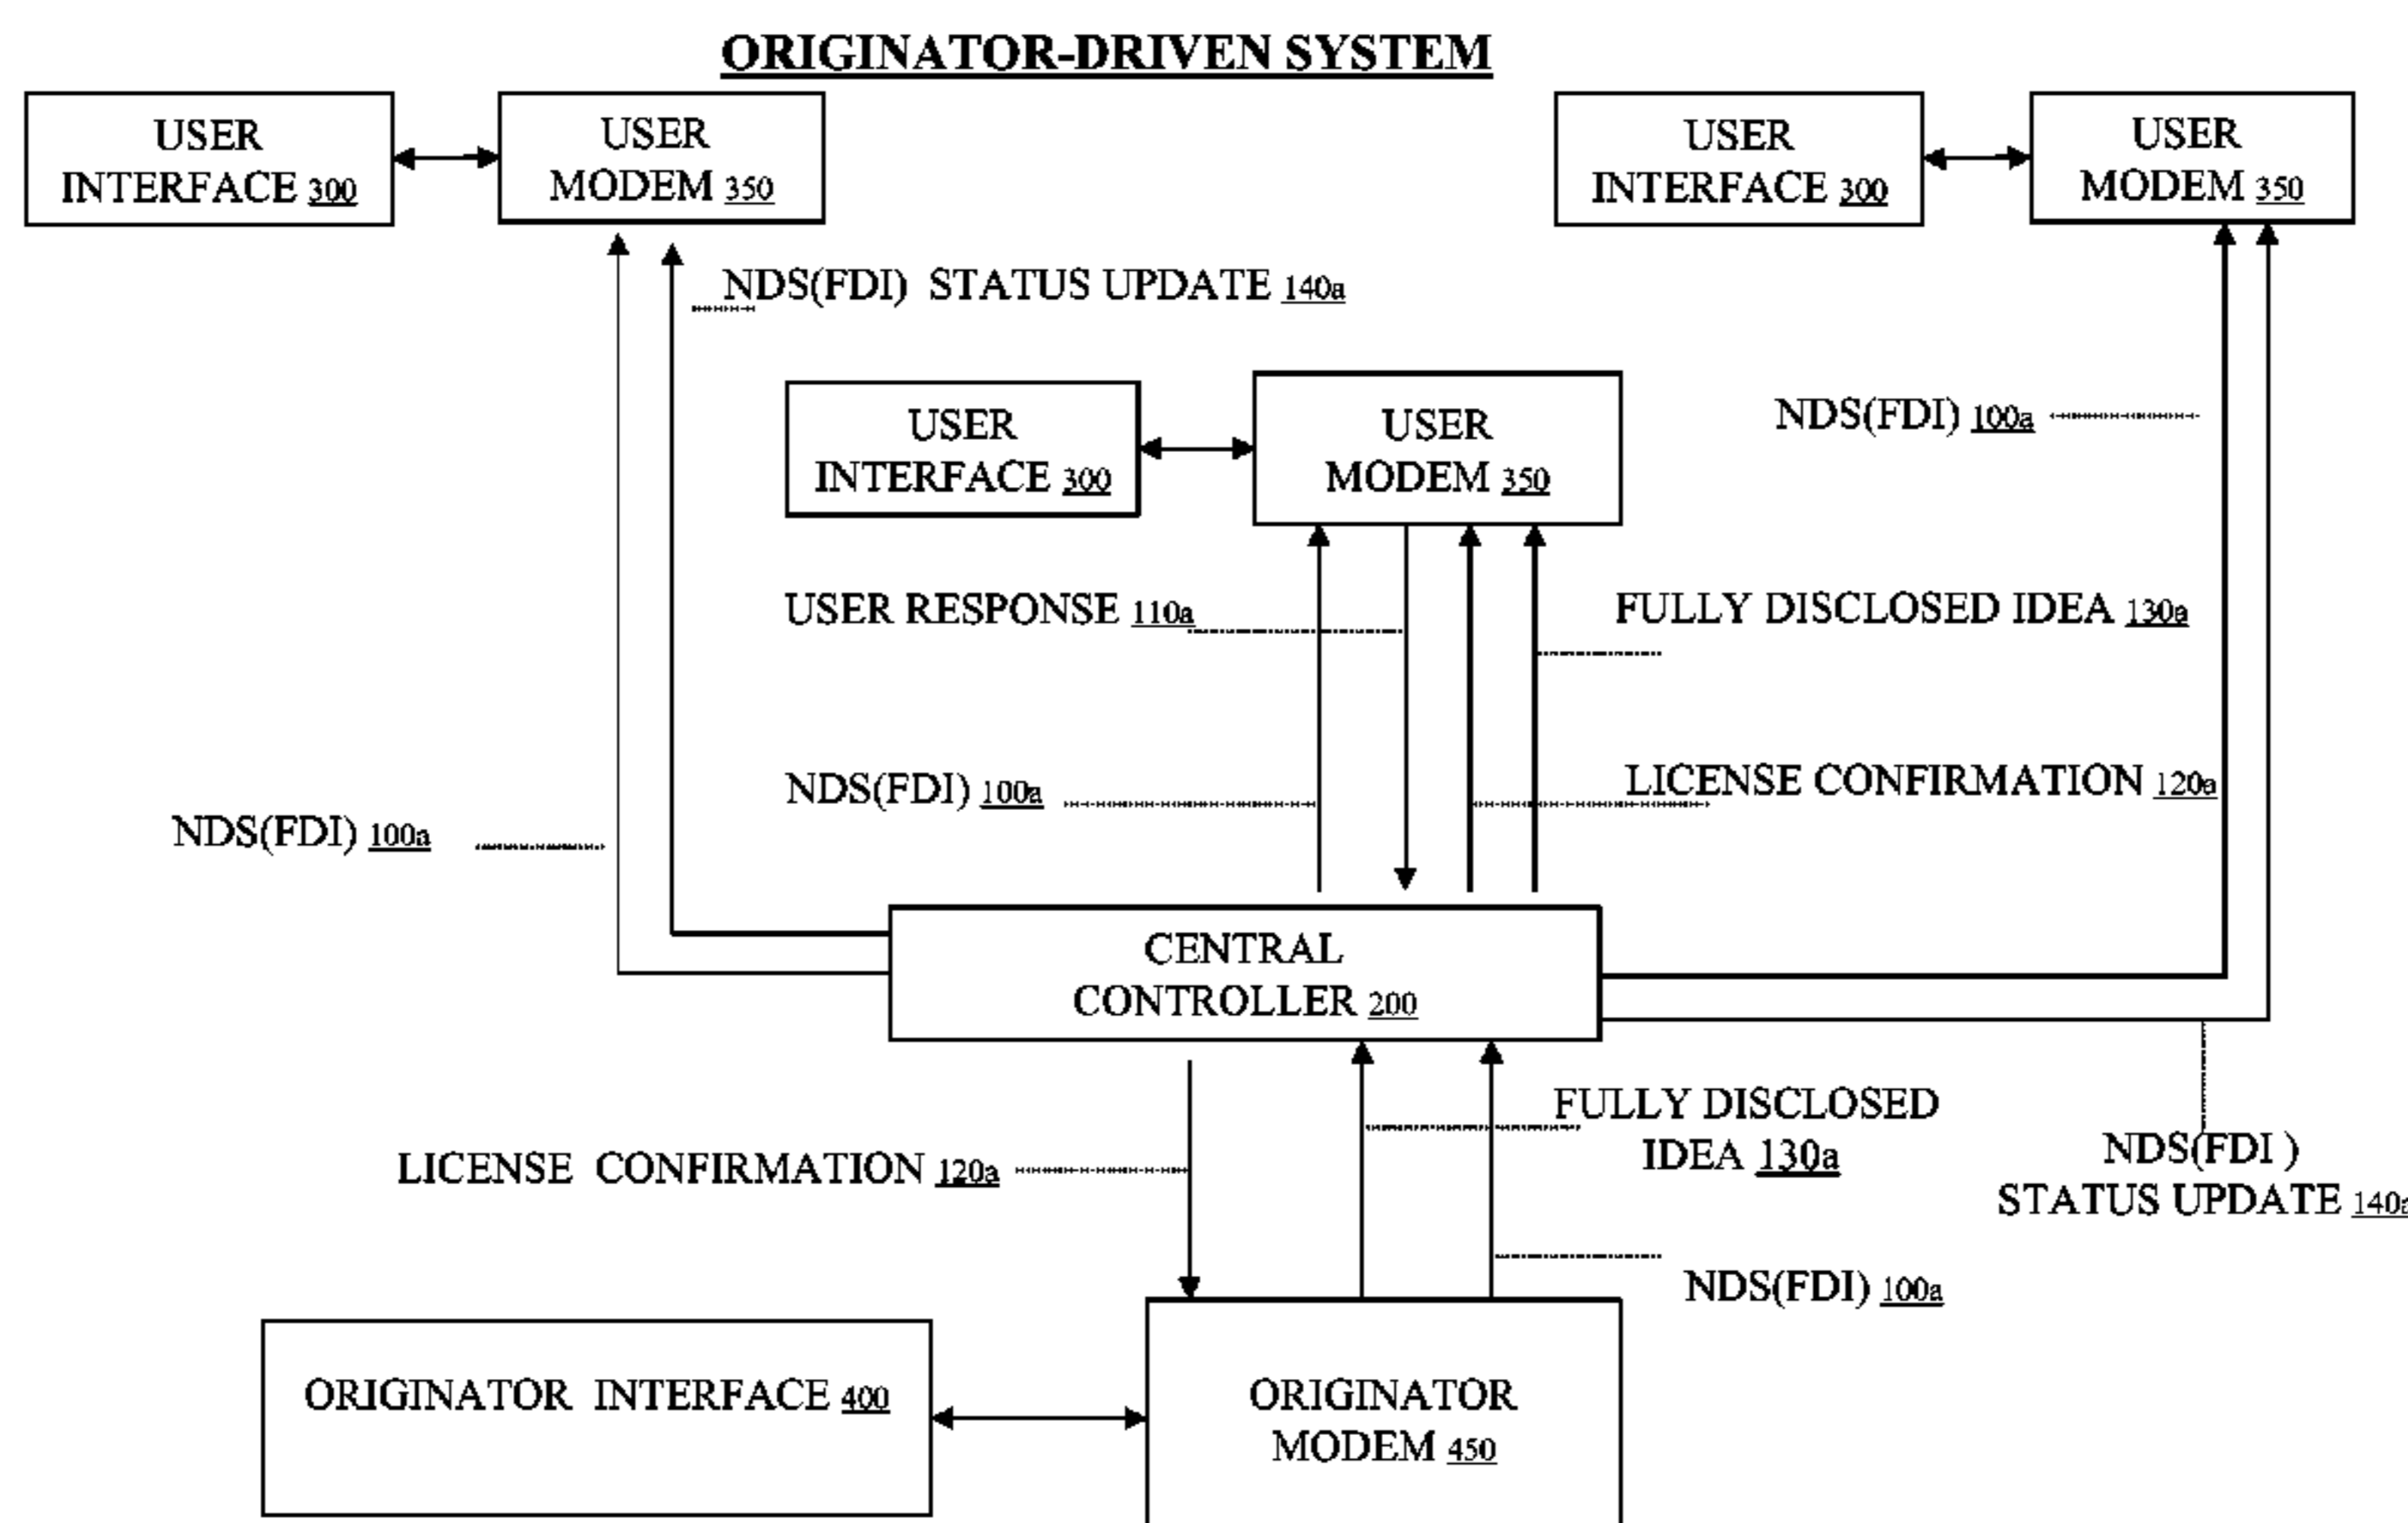 ORIGINATOR-DRIVEN SYSTEM
USER
INTERFACE 300
USER
MODEM 350
USER
INTERFACE 300
USER
MODEM 350
NDS(FDI) STATUS UPDATE 140a
USER
INTERFACE 300
USER
MODEM 350
NDS(FDI) 100a
USER RESPONSE 110a
FULLY DISCLOSED IDEA 130a
NDS(FDI) 100a
LICENSE CONFIRMATION 120a
NDS(FDI) 100a
CENTRAL
CONTROLLER 200
LICENSE CONFIRMATION 120a
FULLY DISCLOSED
IDEA 130a
NDS(FDI )
STATUS UPDATE 140a
NDS(FDI) 100a
ORIGINATOR INTERFACE 400
ORIGINATOR
MODEM 450